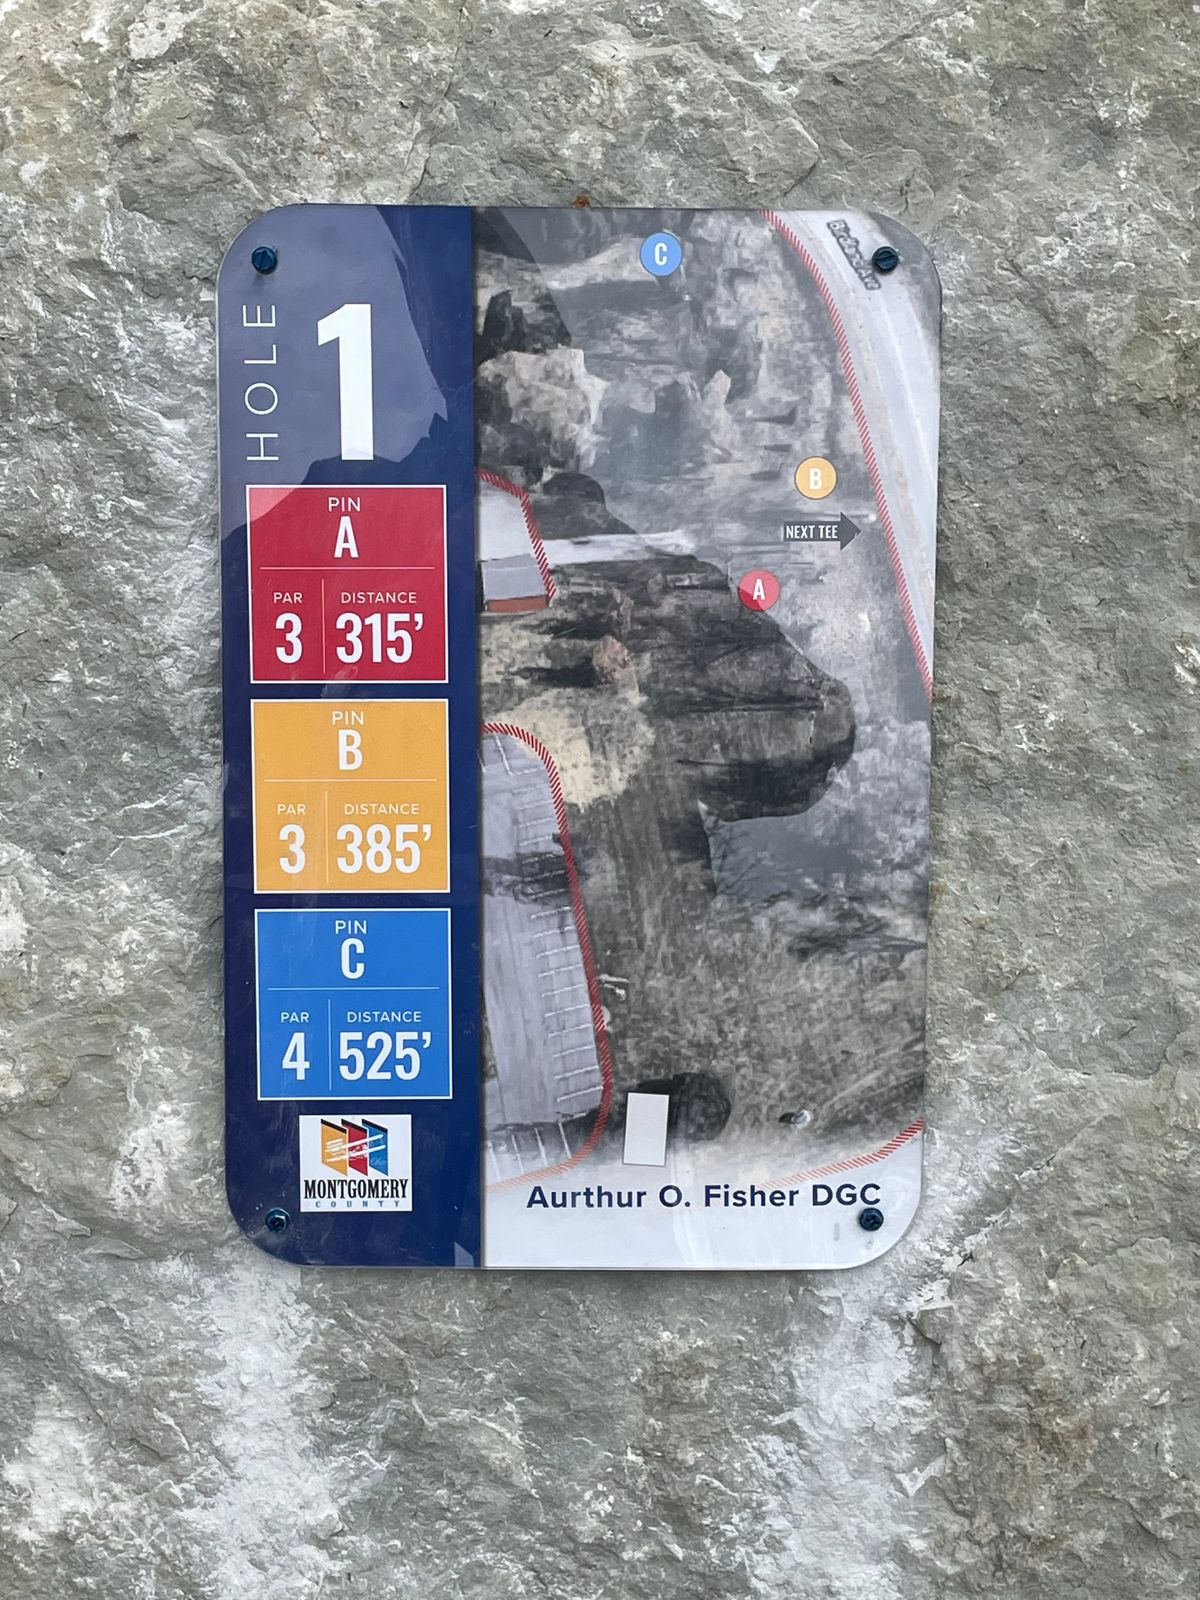 HOLE
1
PIN
A
PAR
3
DISTANCE
315’
PIN
B
PAR
3
DISTANCE
385’
PIN
C
PAR
4
DISTANCE
525’
MONTGOMERY
COUNTY
C
B
NEXT TEE
A
Aurthur O. Fisher DGC